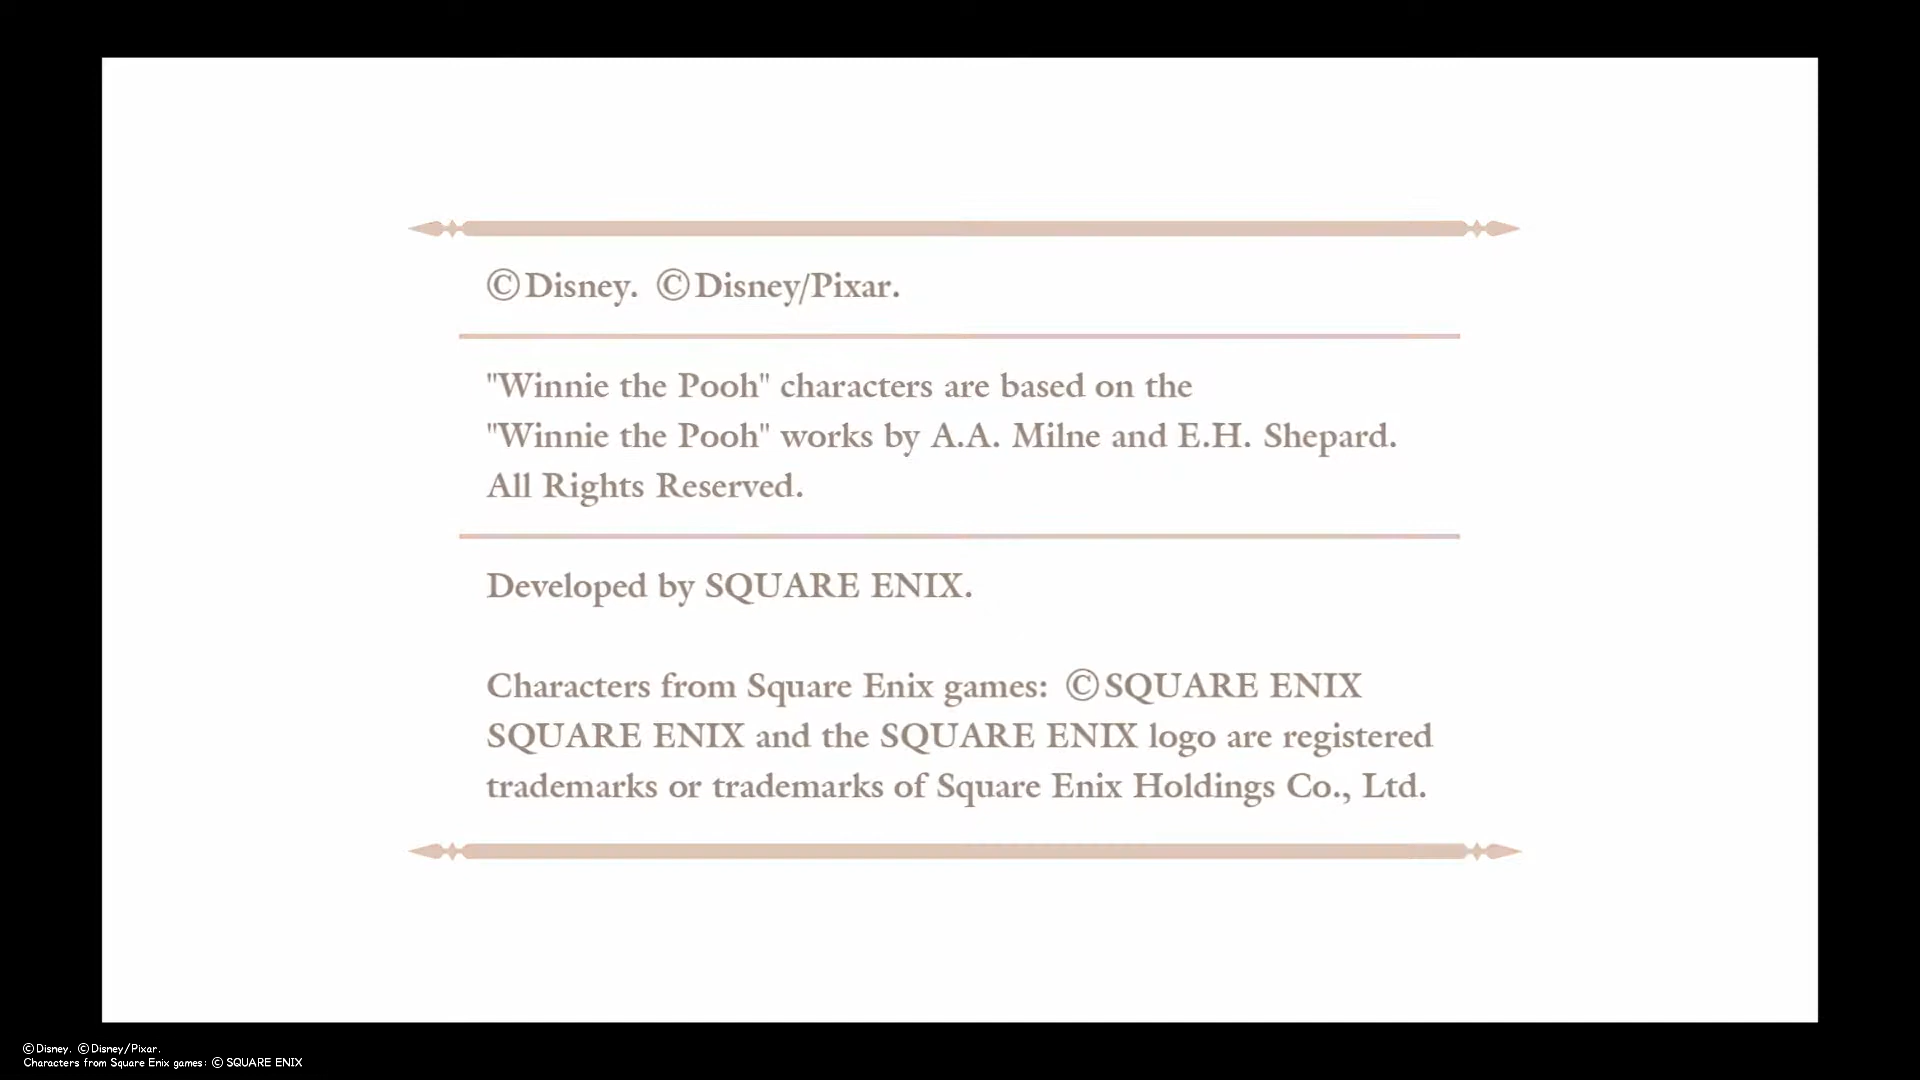 ©Disney. ©Disney/Pixar.
"Winnie the Pooh" characters are based on the
"Winnie the Pooh" works by A.A. Milne and E.H. Shepard.
All Rights Reserved.
Developed by SQUARE ENIX.
Characters from Square Enix games: ©SQUARE ENIX
SQUARE ENIX and the SQUARE ENIX logo are registered
trademarks or trademarks of Square Enix Holdings Co., Ltd.
©Disney. ©Disney/Pixar.
Characters from Square Enix games: © SQUARE ENIX